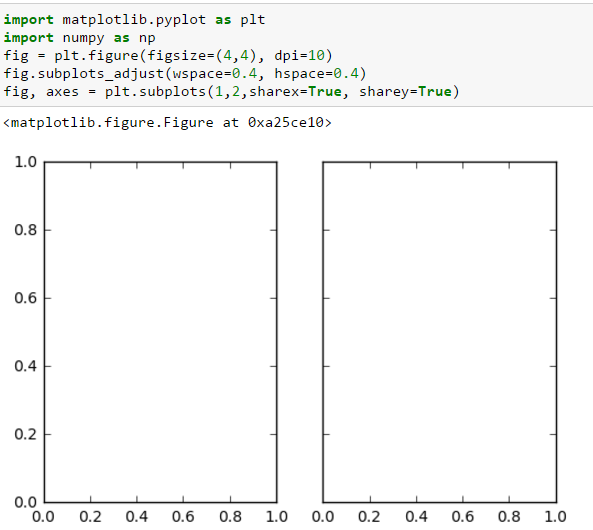 import matplotlib.pyplot as plt
import numpy as np
fig = plt.figure(figsize=(4,4), dpi=10)
fig.subplots_adjust(wspace=0.4, hspace=0.4)
fig, axes = plt.subplots(1,2,sharex=True, sharey=True)
<matplotlib.figure.Figure at 0xa25ce10>
1.0
0.8
0.6
0.4
0.2
0.0
0.0 0.2 0.4 0.6 0.8 1.0 0.0 0.2 0.4 0.6 0.8 1.0